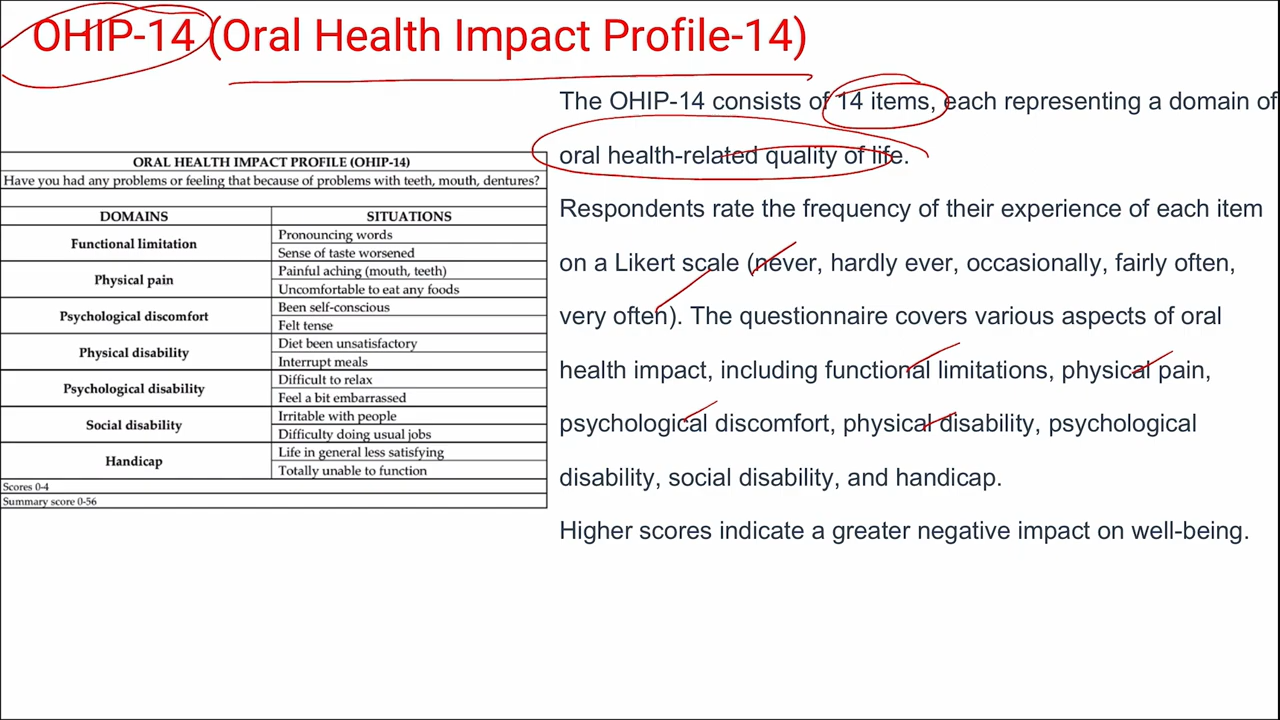 OHIP-14 (Oral Health Impact Profile-14)
ORAL HEALTH IMPACT PROFILE (OHIP-14)
Have you had any problems or feeling that because of problems with teeth, mouth, dentures?
DOMAINS SITUATIONS
Functional limitation
Pronouncing words
Sense of taste worsened
Physical pain
Painful aching (mouth, teeth)
Uncomfortable to eat any foods
Psychological discomfort
Been self-conscious
Felt tense
Physical disability
Diet been unsatisfactory
Interrupt meals
Psychological disability
Difficult to relax
Feel a bit embarrassed
Social disability
Irritable with people
Difficulty doing usual jobs
Handicap
Life in general less satisfying
Totally unable to function
Scores 0-4
Summary score 0-56
The OHIP-14 consists of 14 items, each representing a domain of
oral health-related quality of life.
Respondents rate the frequency of their experience of each item
on a Likert scale (never, hardly ever, occasionally, fairly often,
very often). The questionnaire covers various aspects of oral
health impact, including functional limitations, physical pain,
psychological discomfort, physical disability, psychological
disability, social disability, and handicap.
Higher scores indicate a greater negative impact on well-being.